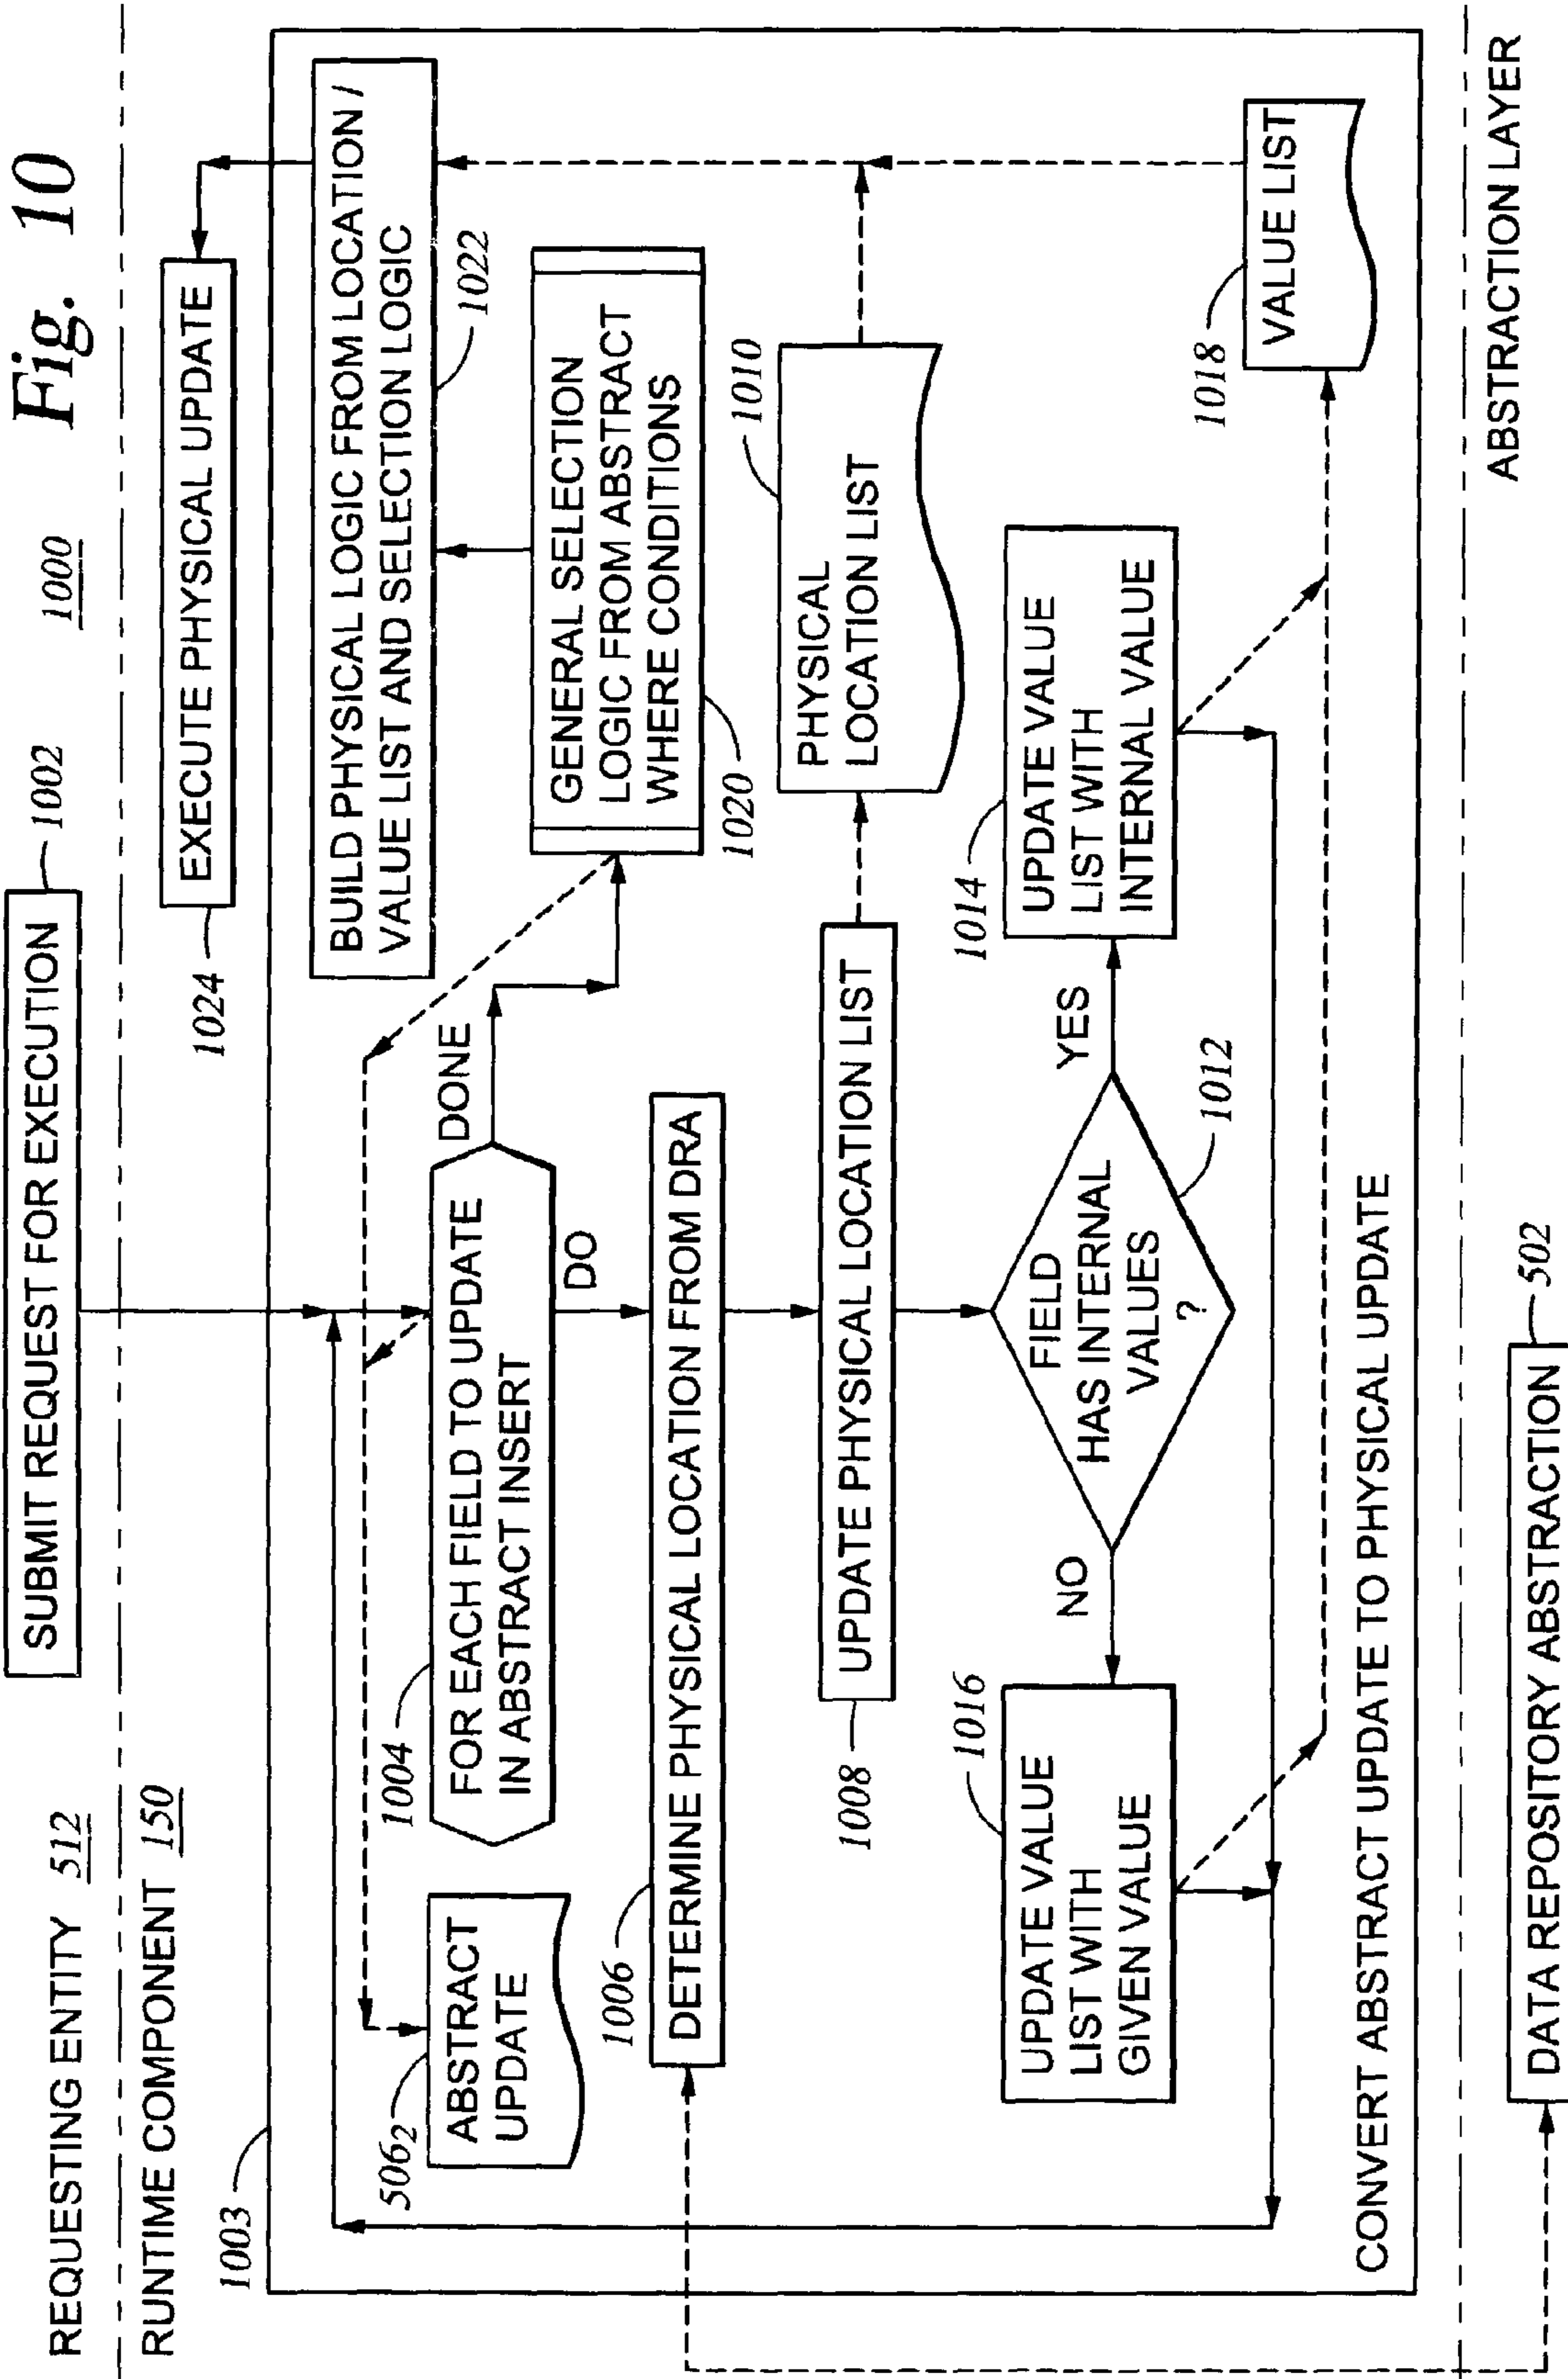 Fig. 10
1000
REQUESTING ENTITY 512
SUBMIT REQUEST FOR EXECUTION
1002
RUNTIME COMPONENT 150
EXECUTE PHYSICAL UPDATE
1024
1003
BUILD PHYSICAL LOGIC FROM LOCATION /
VALUE LIST AND SELECTION LOGIC
1022
506₂
ABSTRACT
UPDATE
1004
FOR EACH FIELD TO UPDATE
IN ABSTRACT INSERT
DONE
DO
GENERAL SELECTION
LOGIC FROM ABSTRACT
WHERE CONDITIONS
1020
1006
DETERMINE PHYSICAL LOCATION FROM DRA
1008
UPDATE PHYSICAL LOCATION LIST
PHYSICAL
LOCATION LIST
1010
FIELD
HAS INTERNAL
VALUES
?
1012
NO
YES
1016
UPDATE VALUE
LIST WITH
GIVEN VALUE
1014
UPDATE VALUE
LIST WITH
INTERNAL VALUE
1018
VALUE LIST
CONVERT ABSTRACT UPDATE TO PHYSICAL UPDATE
ABSTRACTION LAYER
DATA REPOSITORY ABSTRACTION
502